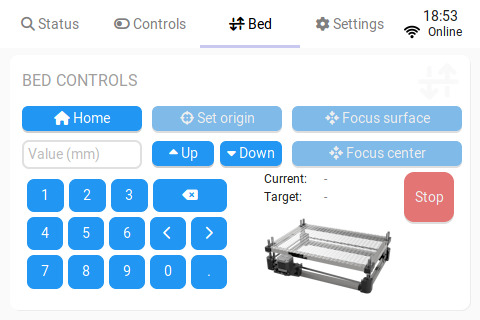 Status Controls Bed Settings 18:53
Online
BED CONTROLS
Home Set origin Focus surface
Value (mm) Up Down Focus center
Current: -
Target: -
Stop
1 2 3
4 5 6 < >
7 8 9 0 .